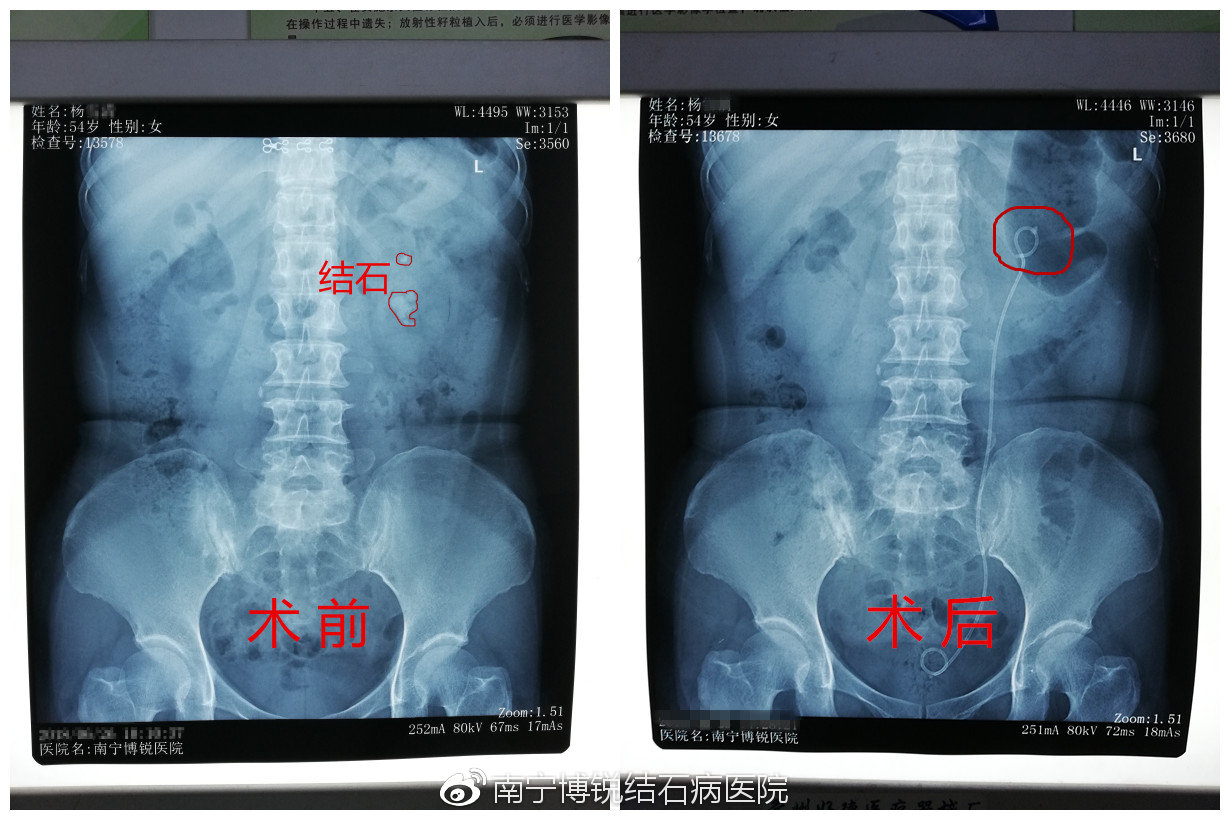 在操作过程中遗失；放射性籽粒植入后，必须进行医学影像
姓名:杨
年龄:54岁 性别:女
检查号:13578
WL:4495 WW:3153
Im:1/1
Se:3560
L
结石
术前
Zoom:1.51
252mA 80kV 67ms 17mAs
医院名:南宁博锐医院
姓名:杨
年龄:54岁 性别:女
检查号:13678
WL:4446 WW:3146
Im:1/1
Se:3680
L
术后
Zoom:1.51
251mA 80kV 72ms 18mAs
医院名:南宁博锐医院
南宁博锐结石病医院